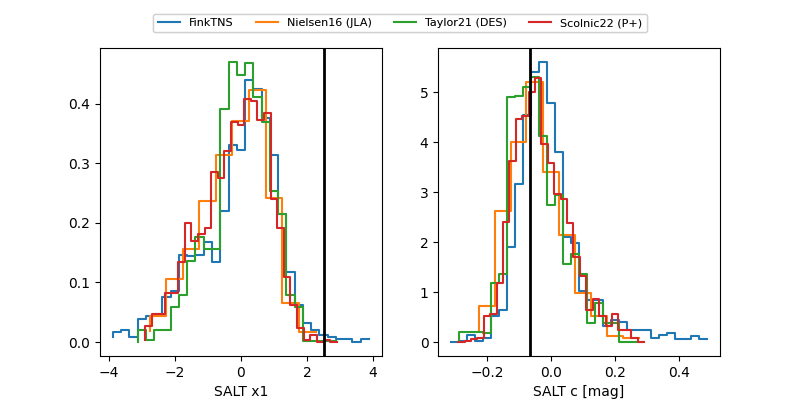 FinkTNS Nielsen16 (JLA) Taylor21 (DES) Scolnic22 (P+)
0.4
0.3
0.2
0.1
0.0
−4 −2 0 2 4
SALT x1
5
4
3
2
1
0
−0.2 0.0 0.2 0.4
SALT c [mag]